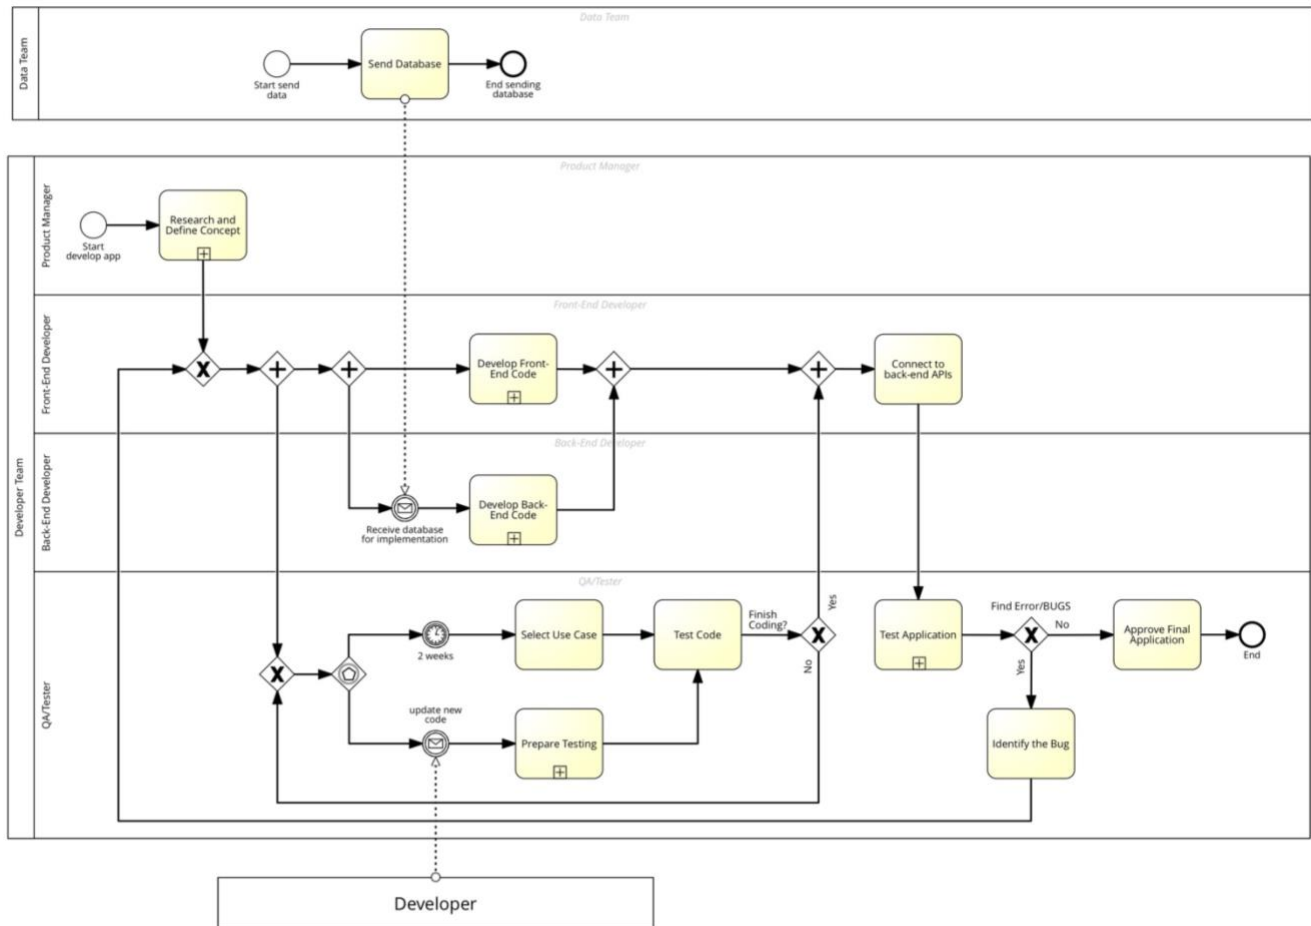 Data Team
Data Team
Start send
data
Send Database
End sending
database
Developer Team
Product Manager
Product Manager
Start
develop app
Research and
Define Concept
Front-End Developer
Front-End Developer
Develop Front-
End Code
Connect to
back-end APIs
Back-End Developer
Back-End Developer
Receive database
for implementation
Develop Back-
End Code
QA/Tester
QA/Tester
2 weeks
Select Use Case
Test Code
Finish
Coding?
Yes
No
update new
code
Prepare Testing
Test Application
Find Error/BUGS
No
Yes
Approve Final
Application
End
Identify the Bug
Developer